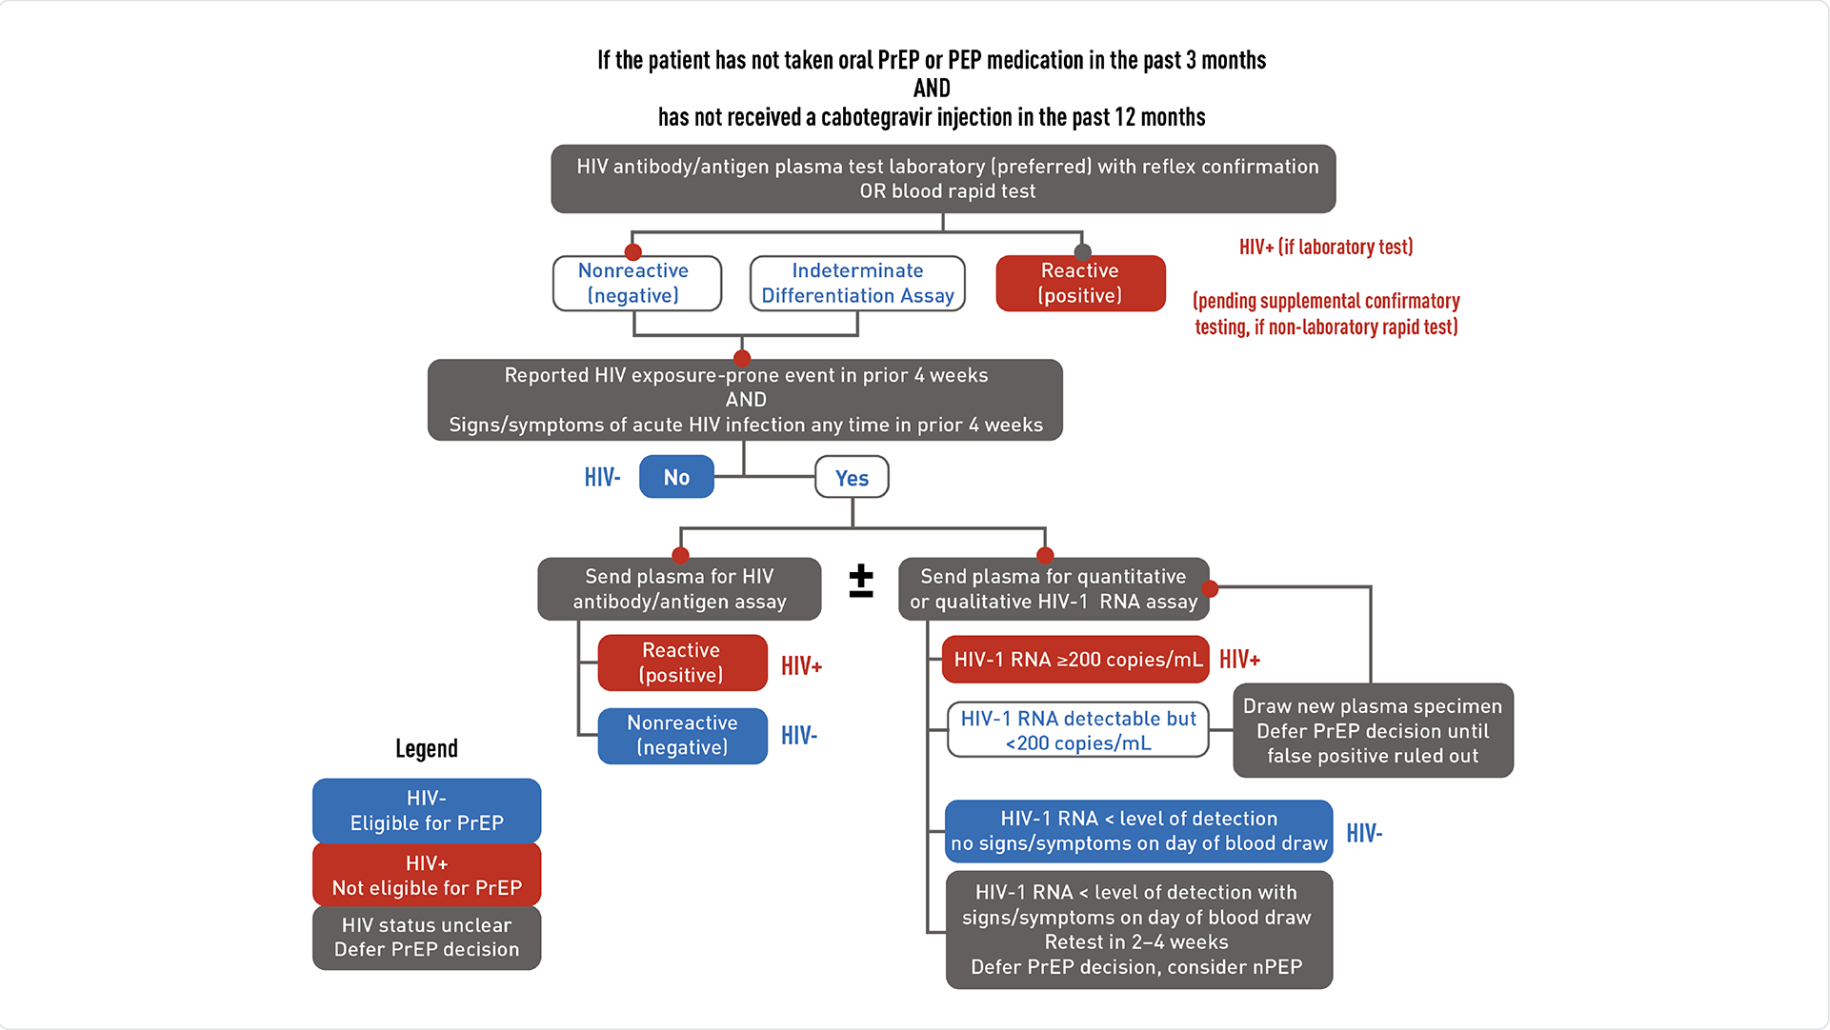 If the patient has not taken oral PrEP or PEP medication in the past 3 months
AND
has not received a cabotegravir injection in the past 12 months
HIV antibody/antigen plasma test laboratory (preferred) with reflex confirmation
OR blood rapid test
Nonreactive
(negative)
Indeterminate
Differentiation Assay
Reactive
(positive)
HIV+ (if laboratory test)
(pending supplemental confirmatory
testing, if non-laboratory rapid test)
Reported HIV exposure-prone event in prior 4 weeks
AND
Signs/symptoms of acute HIV infection any time in prior 4 weeks
HIV-
No
Yes
Send plasma for HIV
antibody/antigen assay
±
Send plasma for quantitative
or qualitative HIV-1 RNA assay
Reactive
(positive)
HIV+
Nonreactive
(negative)
HIV-
HIV-1 RNA ≥200 copies/mL
HIV+
HIV-1 RNA detectable but
<200 copies/mL
Draw new plasma specimen
Defer PrEP decision until
false positive ruled out
HIV-1 RNA < level of detection
no signs/symptoms on day of blood draw
HIV-
HIV-1 RNA < level of detection with
signs/symptoms on day of blood draw
Retest in 2–4 weeks
Defer PrEP decision, consider nPEP
Legend
HIV-
Eligible for PrEP
HIV+
Not eligible for PrEP
HIV status unclear
Defer PrEP decision